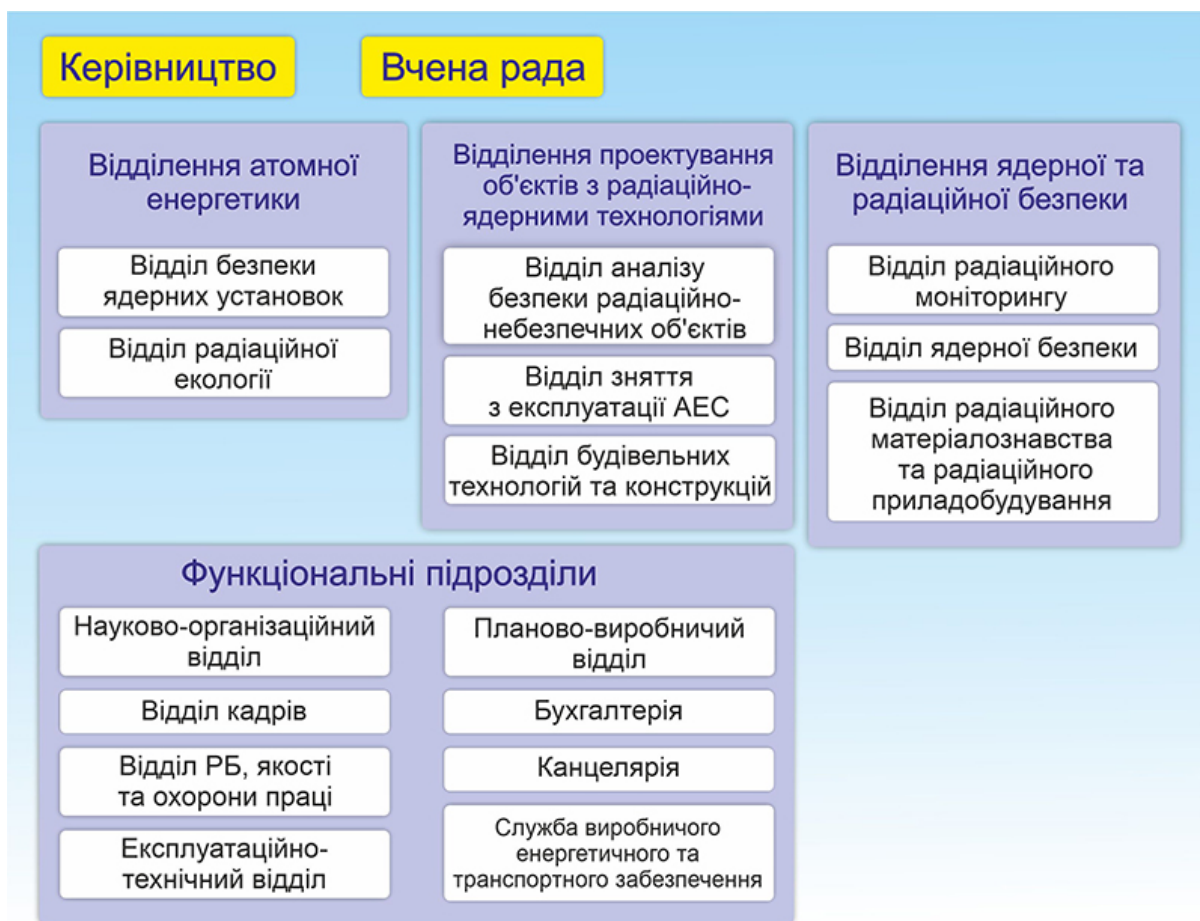 Керівництво
Вчена рада
Відділення атомної
енергетики
Відділ безпеки
ядерних установок
Відділ радіаційної
екології
Відділення проектування
об'єктів з радіаційно-
ядерними технологіями
Відділ аналізу
безпеки радіаційно-
небезпечних об'єктів
Відділ зняття
з експлуатації АЕС
Відділ будівельних
технологій та конструкцій
Відділення ядерної та
радіаційної безпеки
Відділ радіаційного
моніторингу
Відділ ядерної безпеки
Відділ радіаційного
матеріалознавства
та радіаційного
приладобудування
Функціональні підрозділи
Науково-організаційний
відділ
Відділ кадрів
Відділ РБ, якості
та охорони праці
Експлуатаційно-
технічний відділ
Планово-виробничий
відділ
Бухгалтерія
Канцелярія
Служба виробничого
енергетичного та
транспортного забезпечення